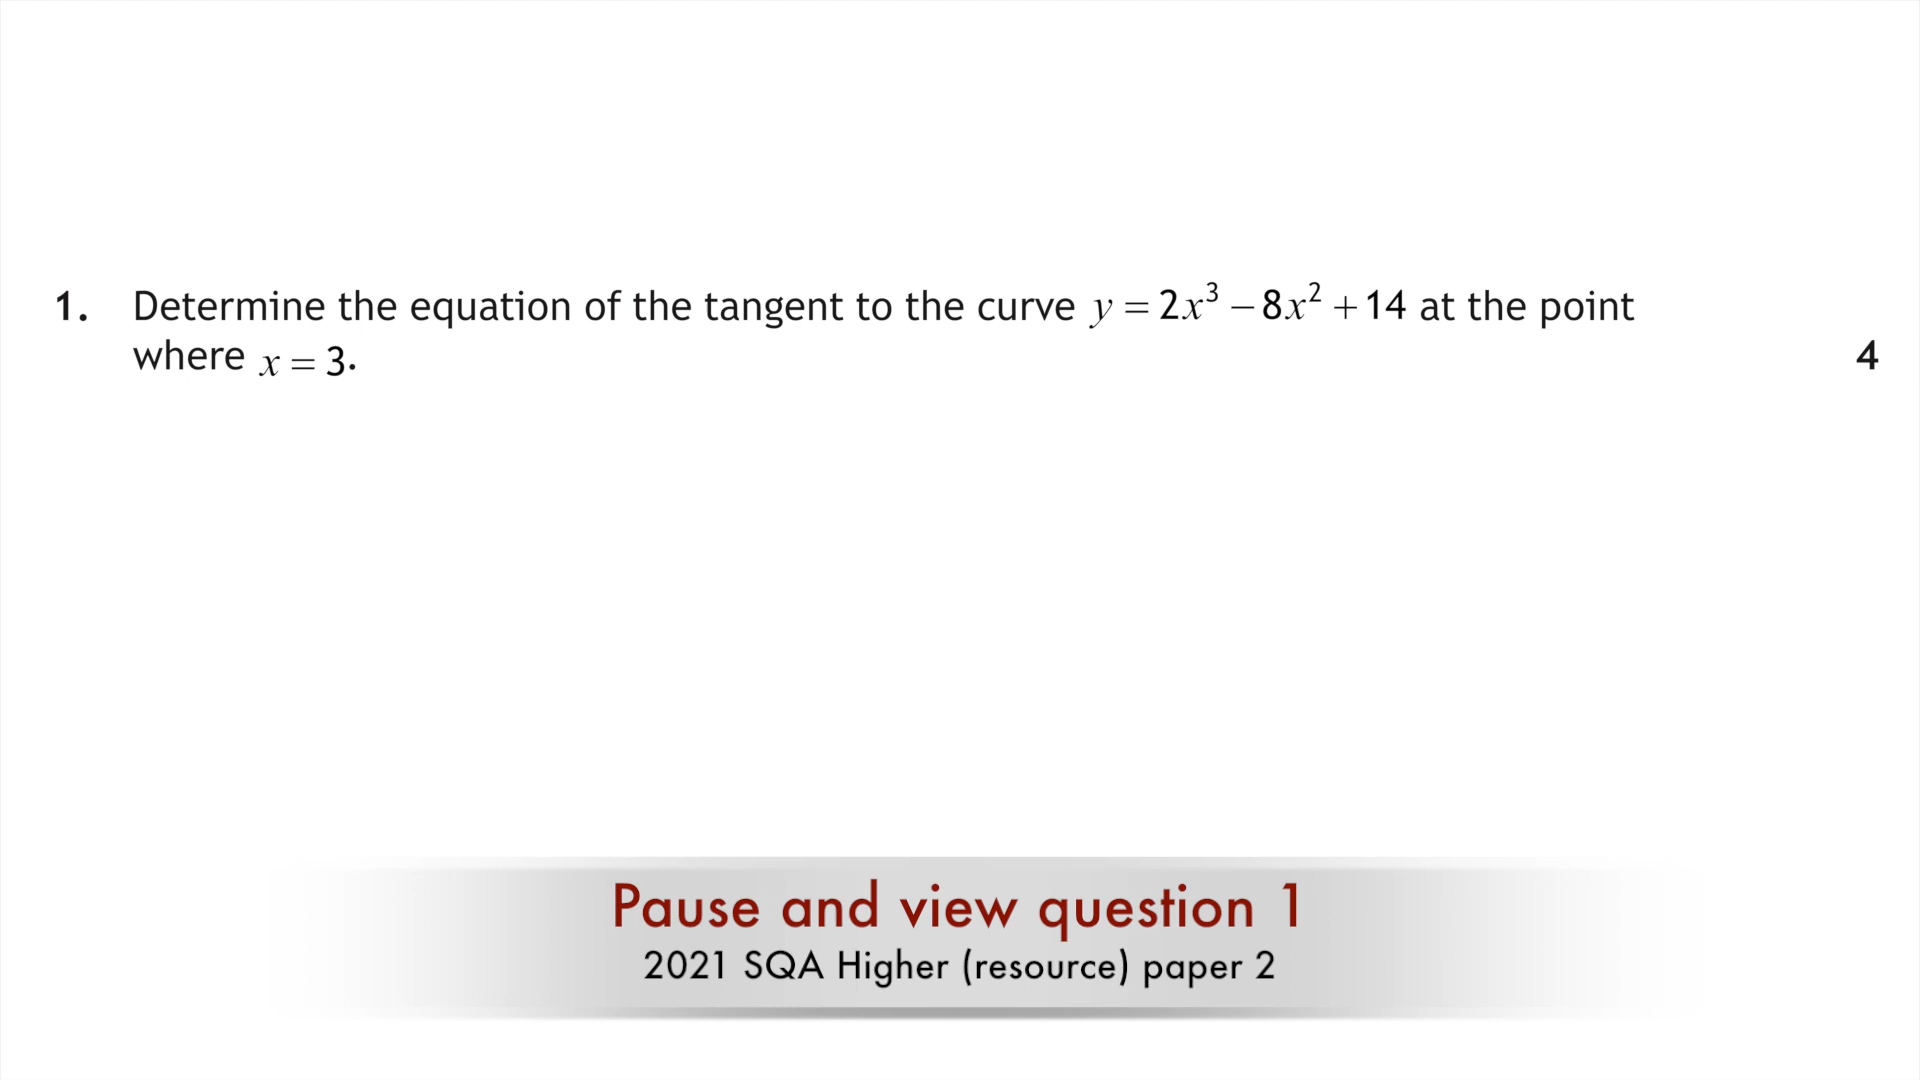 1. Determine the equation of the tangent to the curve y = 2x³ − 8x² + 14 at the point
where x = 3. 4
Pause and view question 1
2021 SQA Higher (resource) paper 2